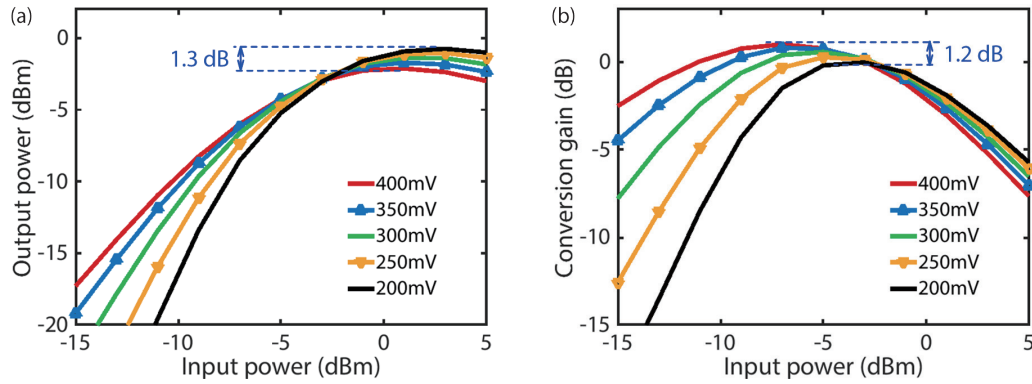 (a)
Output power (dBm)
0
-5
-10
-15
-20
1.3 dB
400mV
350mV
300mV
250mV
200mV
-15
-10
-5
0
5
Input power (dBm)
(b)
Conversion gain (dB)
0
-5
-10
-15
1.2 dB
400mV
350mV
300mV
250mV
200mV
-15
-10
-5
0
5
Input power (dBm)